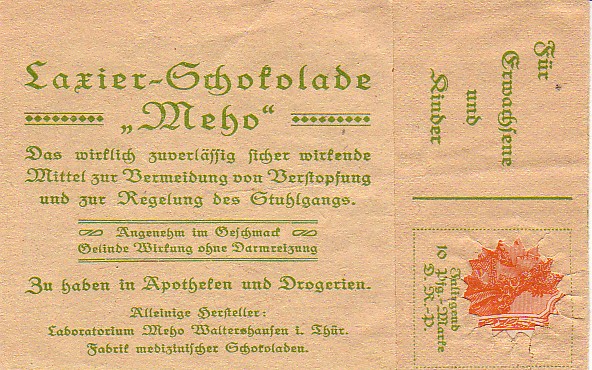 Laxier-Schokolade
„Meho“
Das wirklich zuverlässig sicher wirkende
Mittel zur Vermeidung von Verstopfung
und zur Regelung des Stuhlgangs.
Angenehm im Geschmack
Gelinde Wirkung ohne Darmreizung
Zu haben in Apotheken und Drogerien.
Alleinige Hersteller:
Laboratorium Meho Waltershausen i. Thür.
Fabrik medizinischer Schokoladen.
Für
Erwachsene
und
Kinder
Inliegend
10 Pfg.-Marke
D. R.-P.